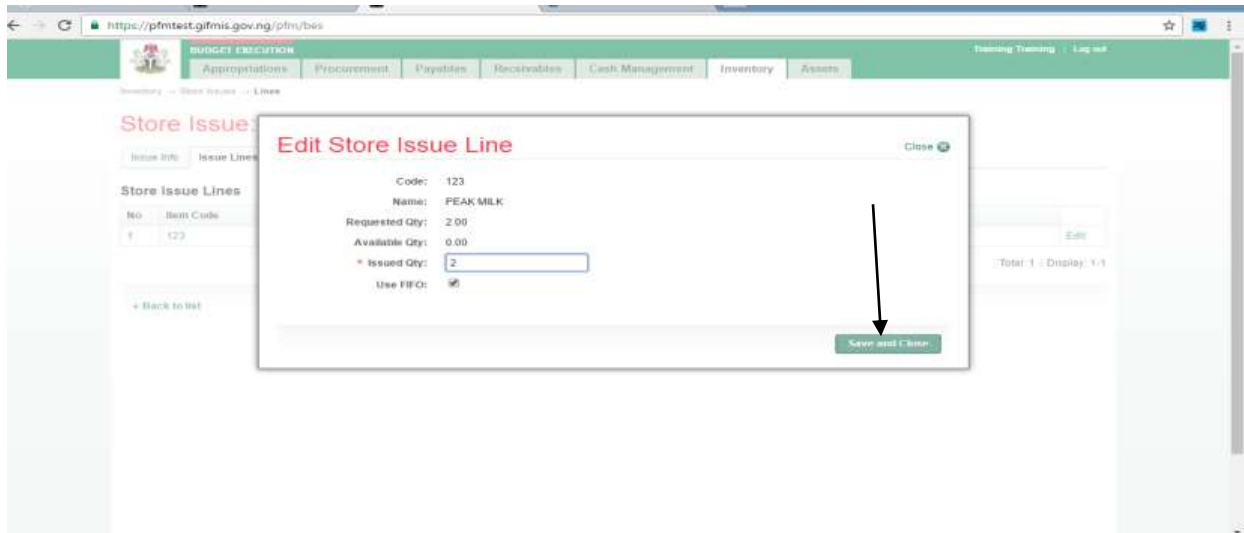 https://pfmtest.gifmis.gov.ng/pfm/bes
BUDGET EXECUTION
Training Training | Log out
Appropriations Procurement Payables Receivables Cash Management Inventory Assets
Inventory → Store Issues → Lines
Store Issue:
Issue Info Issue Lines
Store Issue Lines
No Item Code
1 123 Edit
Total: 1 | Display: 1-1
« Back to list
Edit Store Issue Line
Close
Code: 123
Name: PEAK MILK
Requested Qty: 2.00
Available Qty: 0.00
* Issued Qty: 2
Use FIFO:
Save and Close